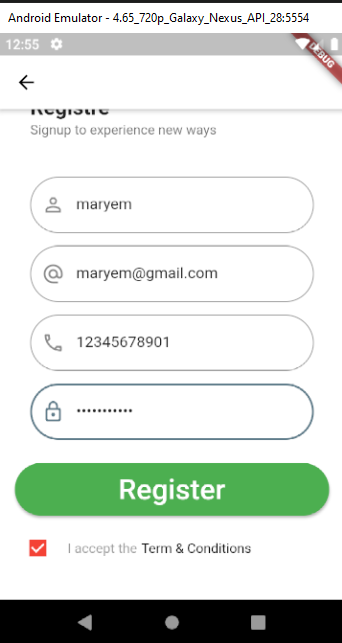 Android Emulator - 4.65_720p_Galaxy_Nexus_API_28:5554
12:55
DEBUG
Registre
Signup to experience new ways
maryem
maryem@gmail.com
12345678901
•••••••••••
Register
I accept the Term & Conditions